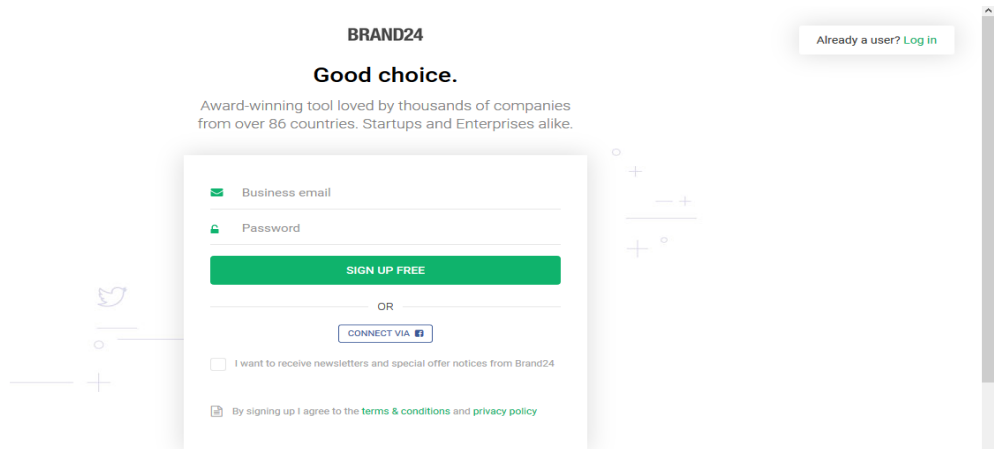 BRAND24
Already a user? Log in
Good choice.
Award-winning tool loved by thousands of companies
from over 86 countries. Startups and Enterprises alike.
Business email
Password
SIGN UP FREE
OR
CONNECT VIA
I want to receive newsletters and special offer notices from Brand24
By signing up I agree to the terms & conditions and privacy policy